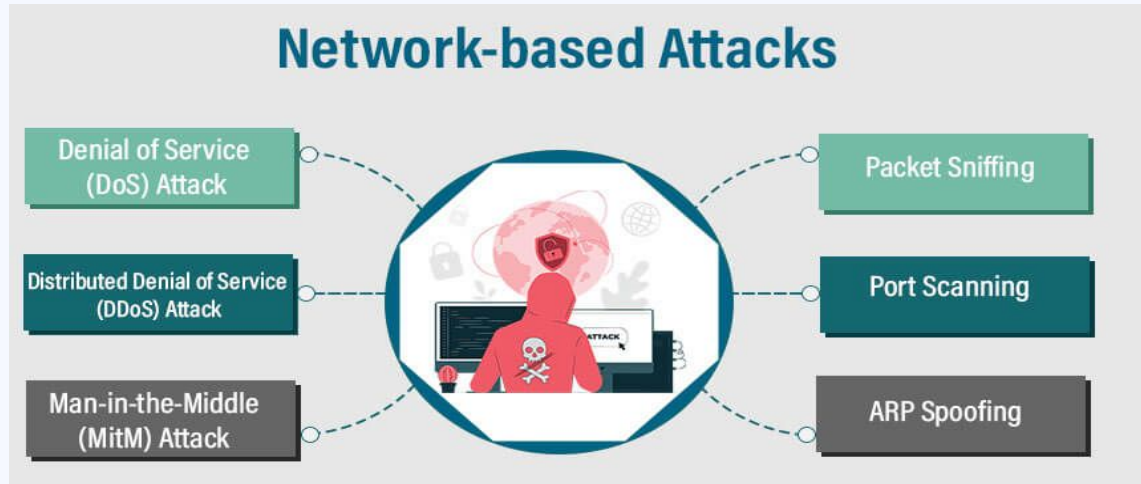 Network-based Attacks
Denial of Service
(DoS) Attack
Distributed Denial of Service
(DDoS) Attack
Man-in-the-Middle
(MitM) Attack
ATTACK
Packet Sniffing
Port Scanning
ARP Spoofing